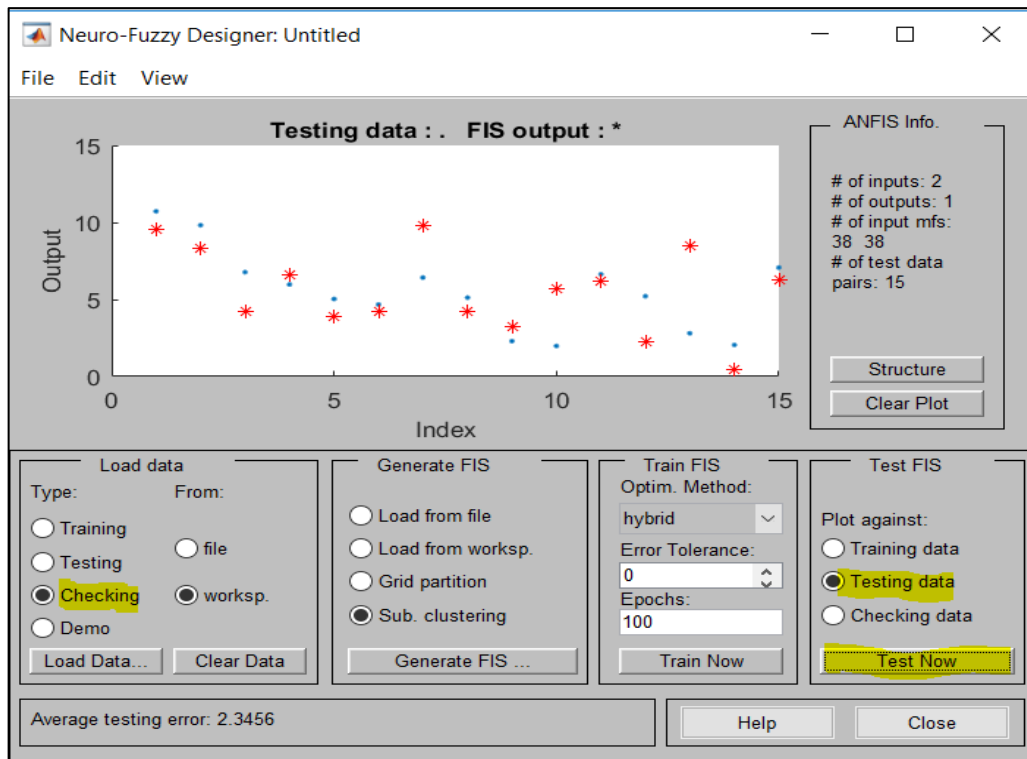 Neuro-Fuzzy Designer: Untitled
File Edit View
Testing data : . FIS output : *
15
10
5
0
Output
0 5 10 15
Index
ANFIS Info.
# of inputs: 2
# of outputs: 1
# of input mfs:
38 38
# of test data
pairs: 15
Structure
Clear Plot
Load data
Type: From:
Training
Testing
Checking
Demo
file
worksp.
Load Data... Clear Data
Generate FIS
Load from file
Load from worksp.
Grid partition
Sub. clustering
Generate FIS ...
Train FIS
Optim. Method:
hybrid
Error Tolerance:
0
Epochs:
100
Train Now
Test FIS
Plot against:
Training data
Testing data
Checking data
Test Now
Average testing error: 2.3456
Help Close